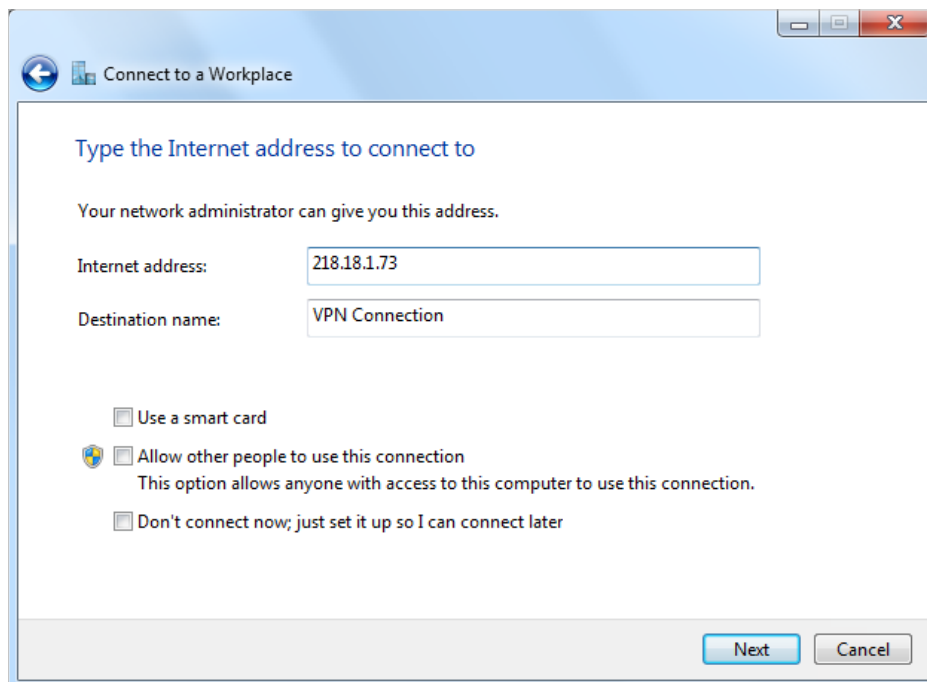 Connect to a Workplace
Type the Internet address to connect to
Your network administrator can give you this address.
Internet address: 218.18.1.73
Destination name: VPN Connection
Use a smart card
Allow other people to use this connection
This option allows anyone with access to this computer to use this connection.
Don't connect now; just set it up so I can connect later
Next Cancel